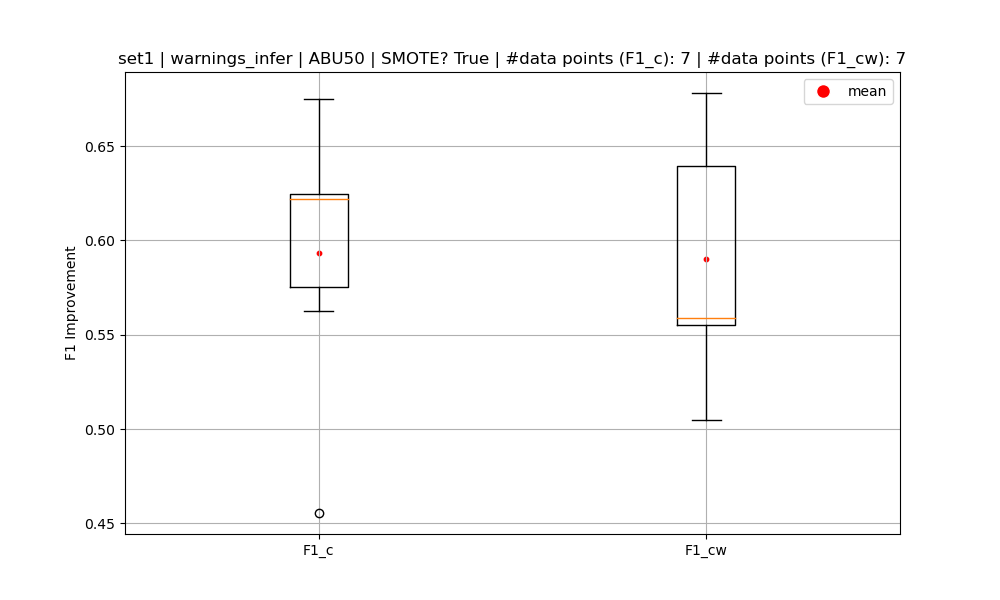 set1 | warnings_infer | ABU50 | SMOTE? True | #data points (F1_c): 7 | #data points (F1_cw): 7
mean
F1 Improvement
0.65
0.60
0.55
0.50
0.45
F1_c
F1_cw